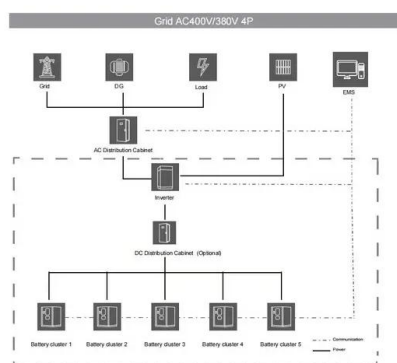 Grid AC400V/380V 4P
Grid
DG
Load
PV
EMS
AC Distribution Cabinet
Inverter
DC Distribution Cabinet (Optional)
Battery cluster 1
Battery cluster 2
Battery cluster 3
Battery cluster 4
Battery cluster 5
Communication
Power